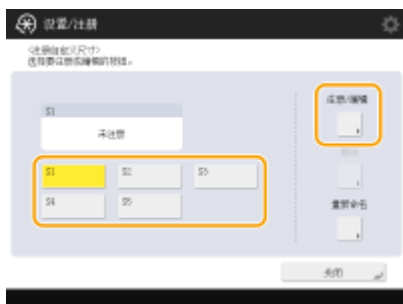 设置/注册
<注册自定义尺寸>
选择要注册或编辑的按钮。
S1
未注册
注册/编辑
S1
S2
S3
S4
S5
重新命名
关闭